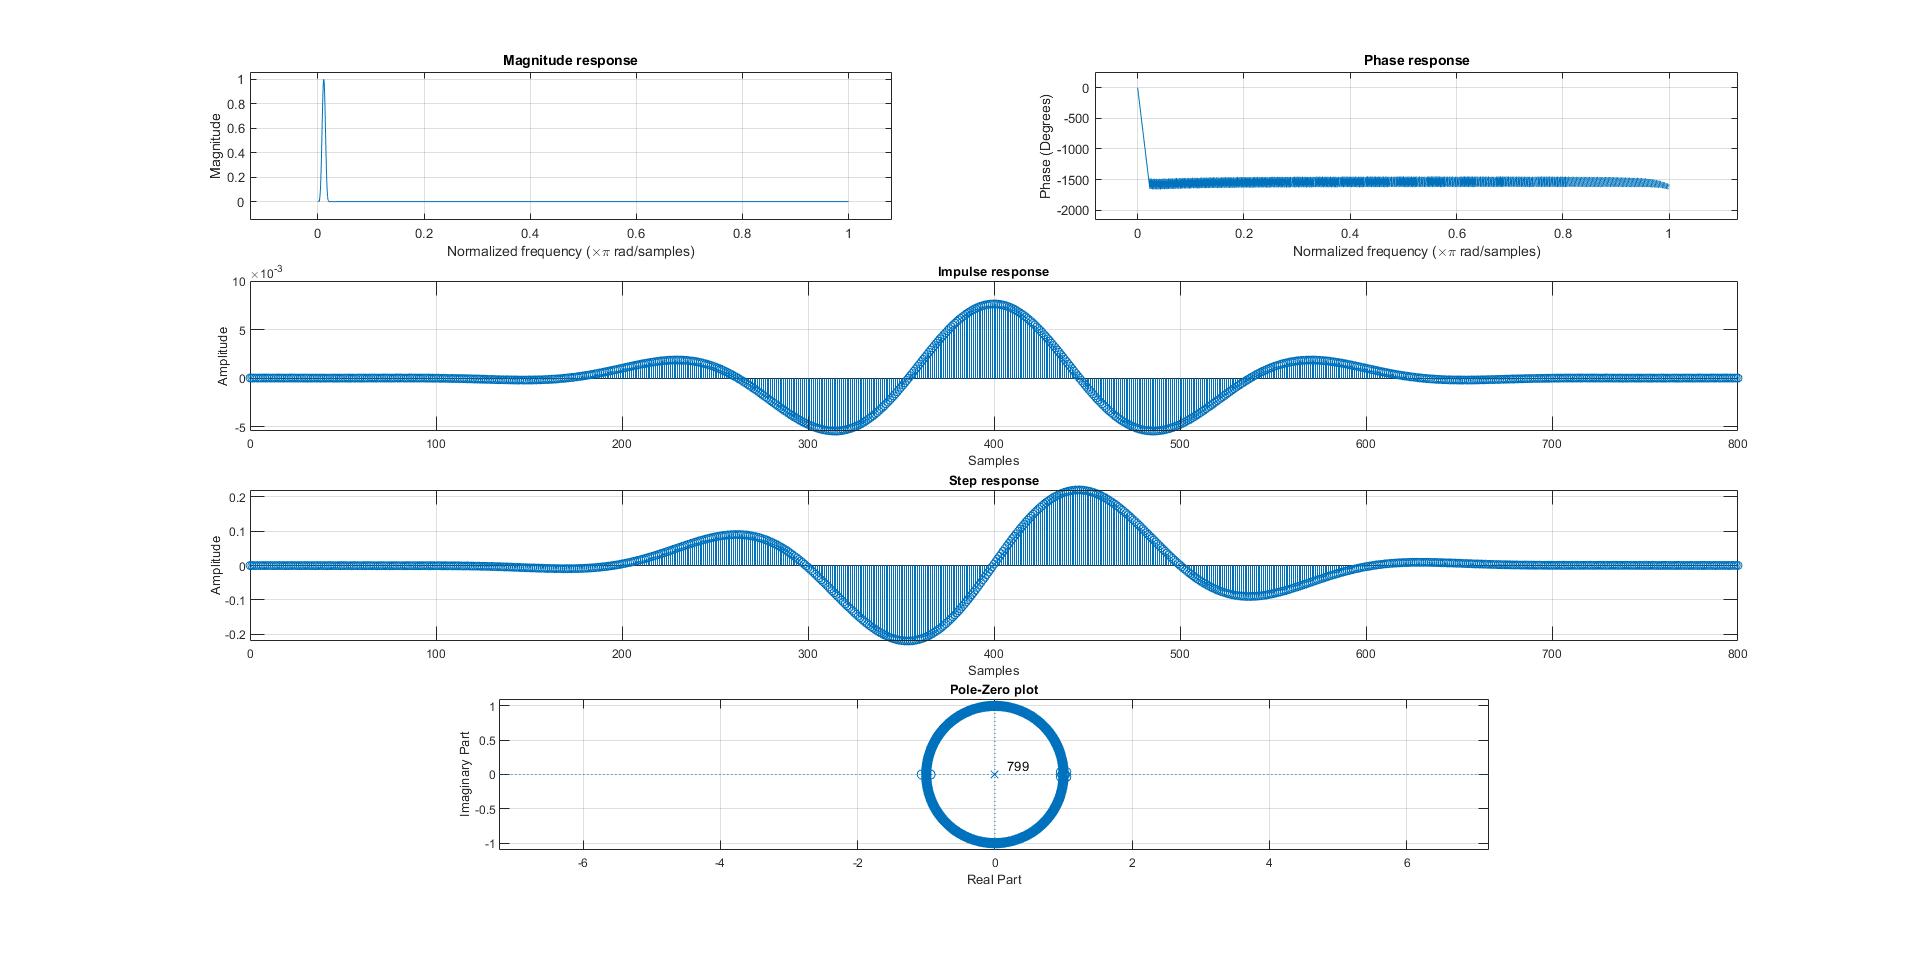 Magnitude response
1
0.8
0.6
0.4
0.2
0
Magnitude
0 0.2 0.4 0.6 0.8 1
Normalized frequency (×π rad/samples)
Phase response
0
-500
-1000
-1500
-2000
Phase (Degrees)
0 0.2 0.4 0.6 0.8 1
Normalized frequency (×π rad/samples)
Impulse response
×10-3
10
5
0
-5
Amplitude
0 100 200 300 400 500 600 700 800
Samples
Step response
0.2
0.1
0
-0.1
-0.2
Amplitude
0 100 200 300 400 500 600 700 800
Samples
Pole-Zero plot
1
0.5
0
-0.5
-1
Imaginary Part
799
-6 -4 -2 0 2 4 6
Real Part